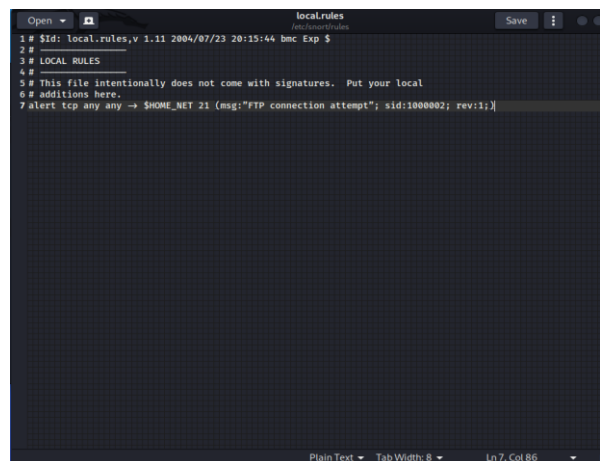 Open
local.rules
/etc/snort/rules
Save
1 # $Id: local.rules,v 1.11 2004/07/23 20:15:44 bmc Exp $
2 # ----------------
3 # LOCAL RULES
4 # ----------------
5 # This file intentionally does not come with signatures.  Put your local
6 # additions here.
7 alert tcp any any → $HOME_NET 21 (msg:"FTP connection attempt"; sid:1000002; rev:1;)
Plain Text Tab Width: 8 Ln 7, Col 86